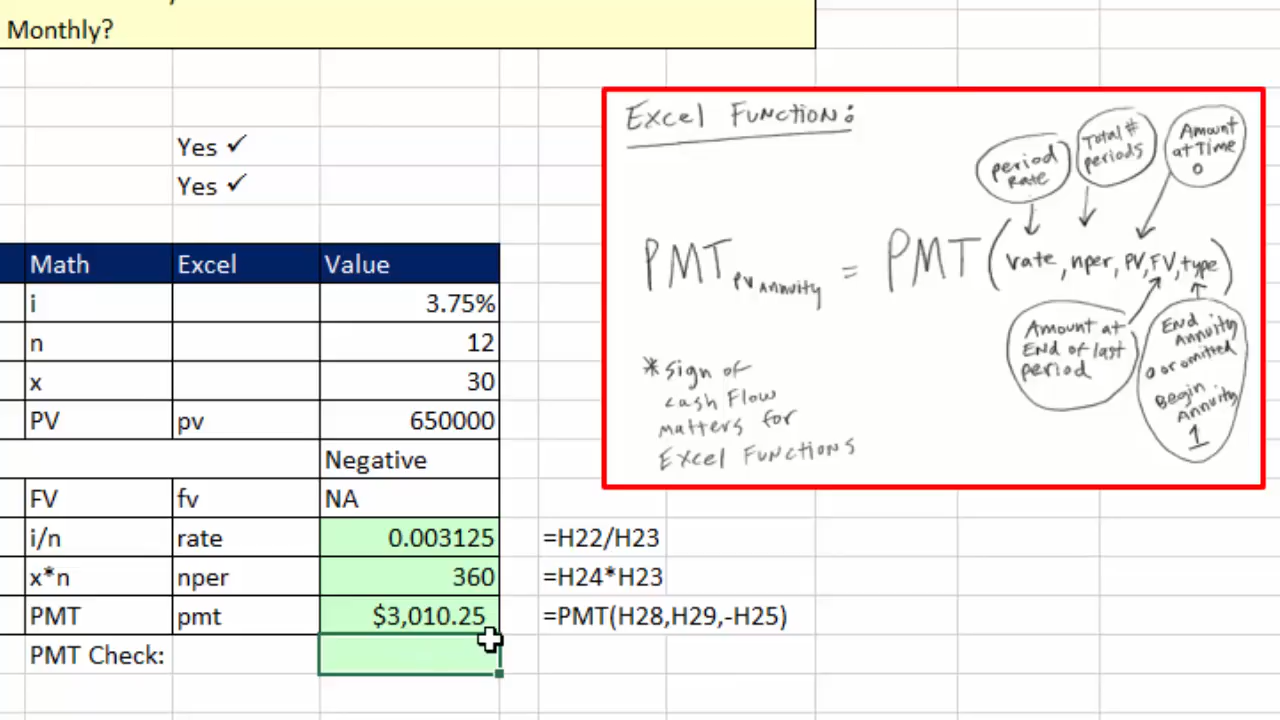 Monthly?
Yes ✓
Yes ✓
Math Excel Value
i 3.75%
n 12
x 30
PV pv 650000
Negative
FV fv NA
i/n rate 0.003125 =H22/H23
x*n nper 360 =H24*H23
PMT pmt $3,010.25 =PMT(H28,H29,-H25)
PMT Check:
Excel Function:
period
Rate
Total #
periods
Amount
at Time
0
PMT PV Annuity = PMT(rate,nper,PV,FV,type)
Amount at
End of last
period
End
Annuity
0 or omitted
Begin
Annuity
1
*Sign of
cash Flow
matters for
Excel Functions